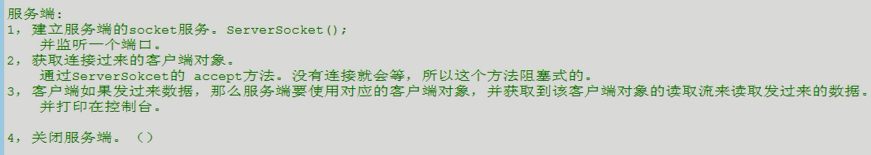 服务端：
1，建立服务端的socket服务。ServerSocket();
并监听一个端口。
2，获取连接过来的客户端对象。
通过ServerSokcet的 accept方法。没有连接就会等，所以这个方法阻塞式的。
3，客户端如果发过来数据，那么服务端要使用对应的客户端对象，并获取到该客户端对象的读取流来读取发过来的数据。
并打印在控制台。
4，关闭服务端。（）